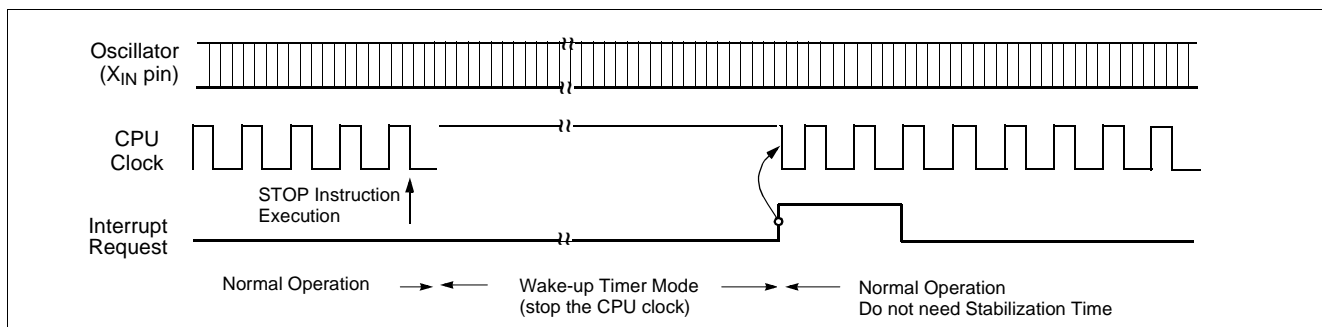 Oscillator
(XIN pin)
CPU
Clock
STOP Instruction
Execution
Interrupt
Request
Normal Operation
Wake-up Timer Mode
(stop the CPU clock)
Normal Operation
Do not need Stabilization Time